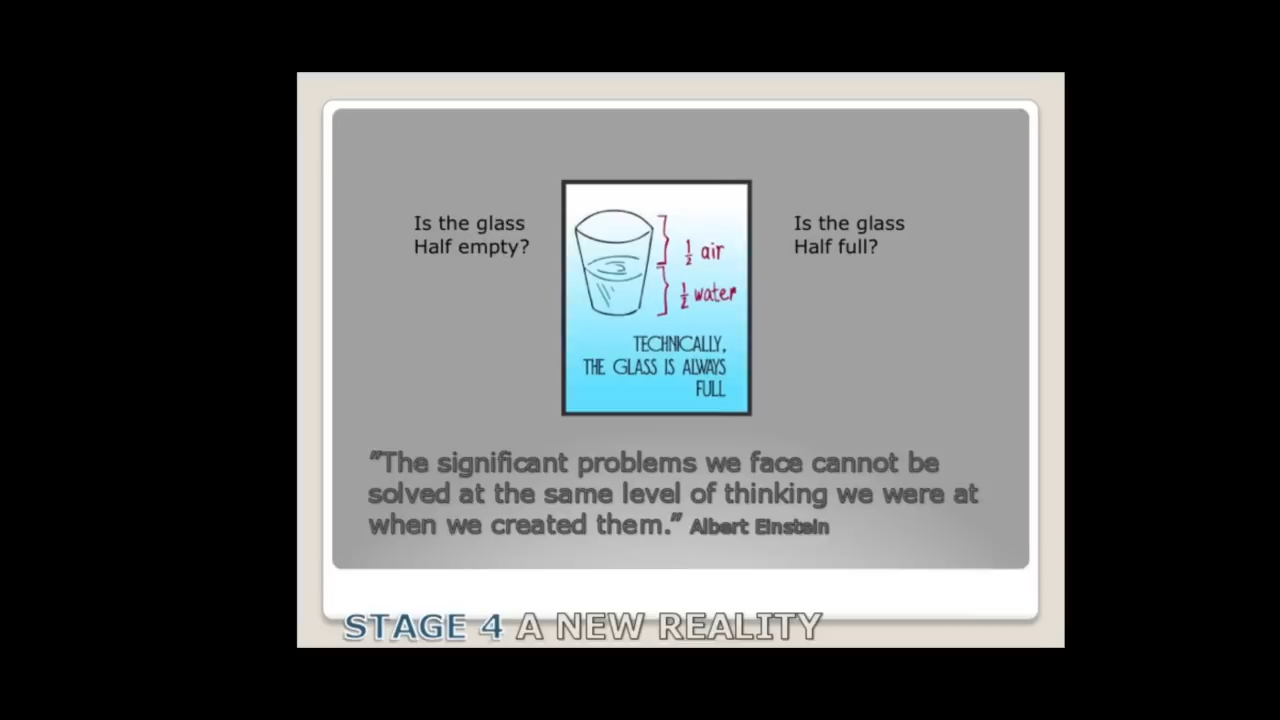 Is the glass
Half empty?
Is the glass
Half full?
½ air
½ water
TECHNICALLY,
THE GLASS IS ALWAYS
FULL
"The significant problems we face cannot be
solved at the same level of thinking we were at
when we created them." Albert Einstein
STAGE 4 A NEW REALITY